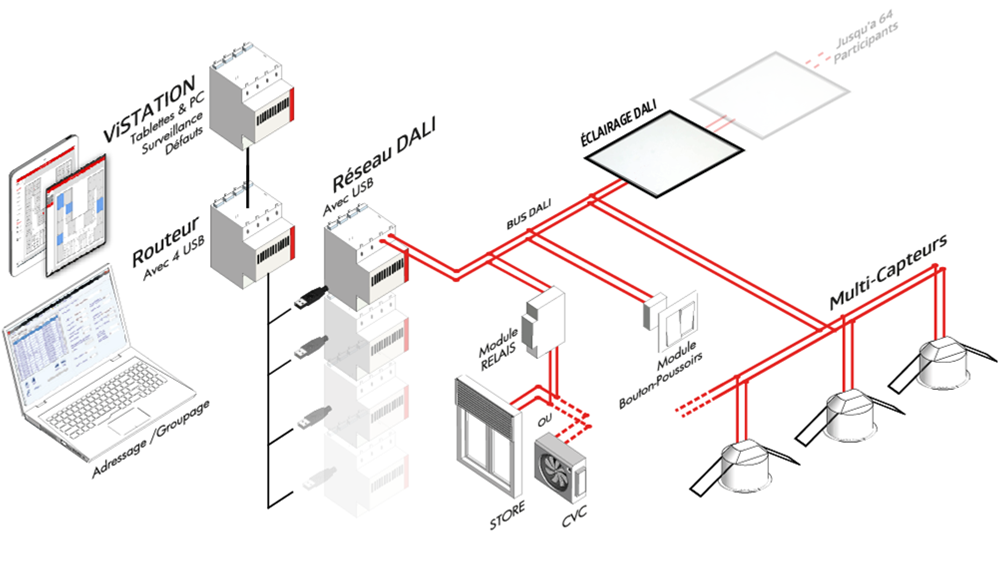 Jusqu'a 64
Participants
ViSTATION
Tablettes & PC
Surveillance
Défauts
ÉCLAIRAGE DALI
Réseau DALI
Avec USB
BUS DALI
Routeur
Avec 4 USB
Multi-Capteurs
Module
RELAIS
Module
Bouton-Poussoirs
Adressage /Groupage
OU
STORE
CVC